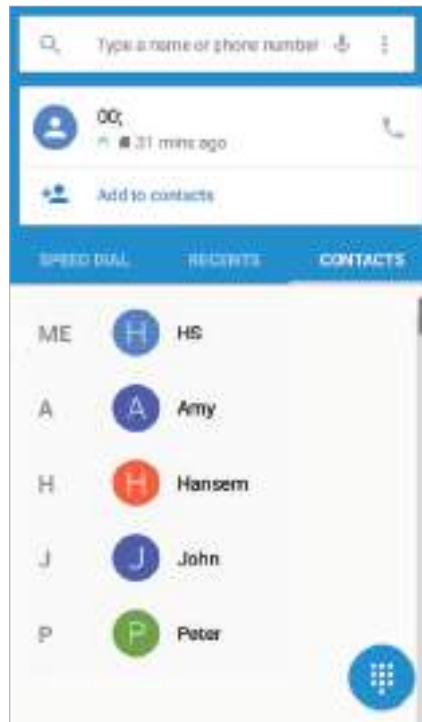 Type a name or phone number
00;
31 mins ago
Add to contacts
SPEED DIAL RECENTS CONTACTS
ME H HS
A A Amy
H H Hansem
J J John
P P Peter